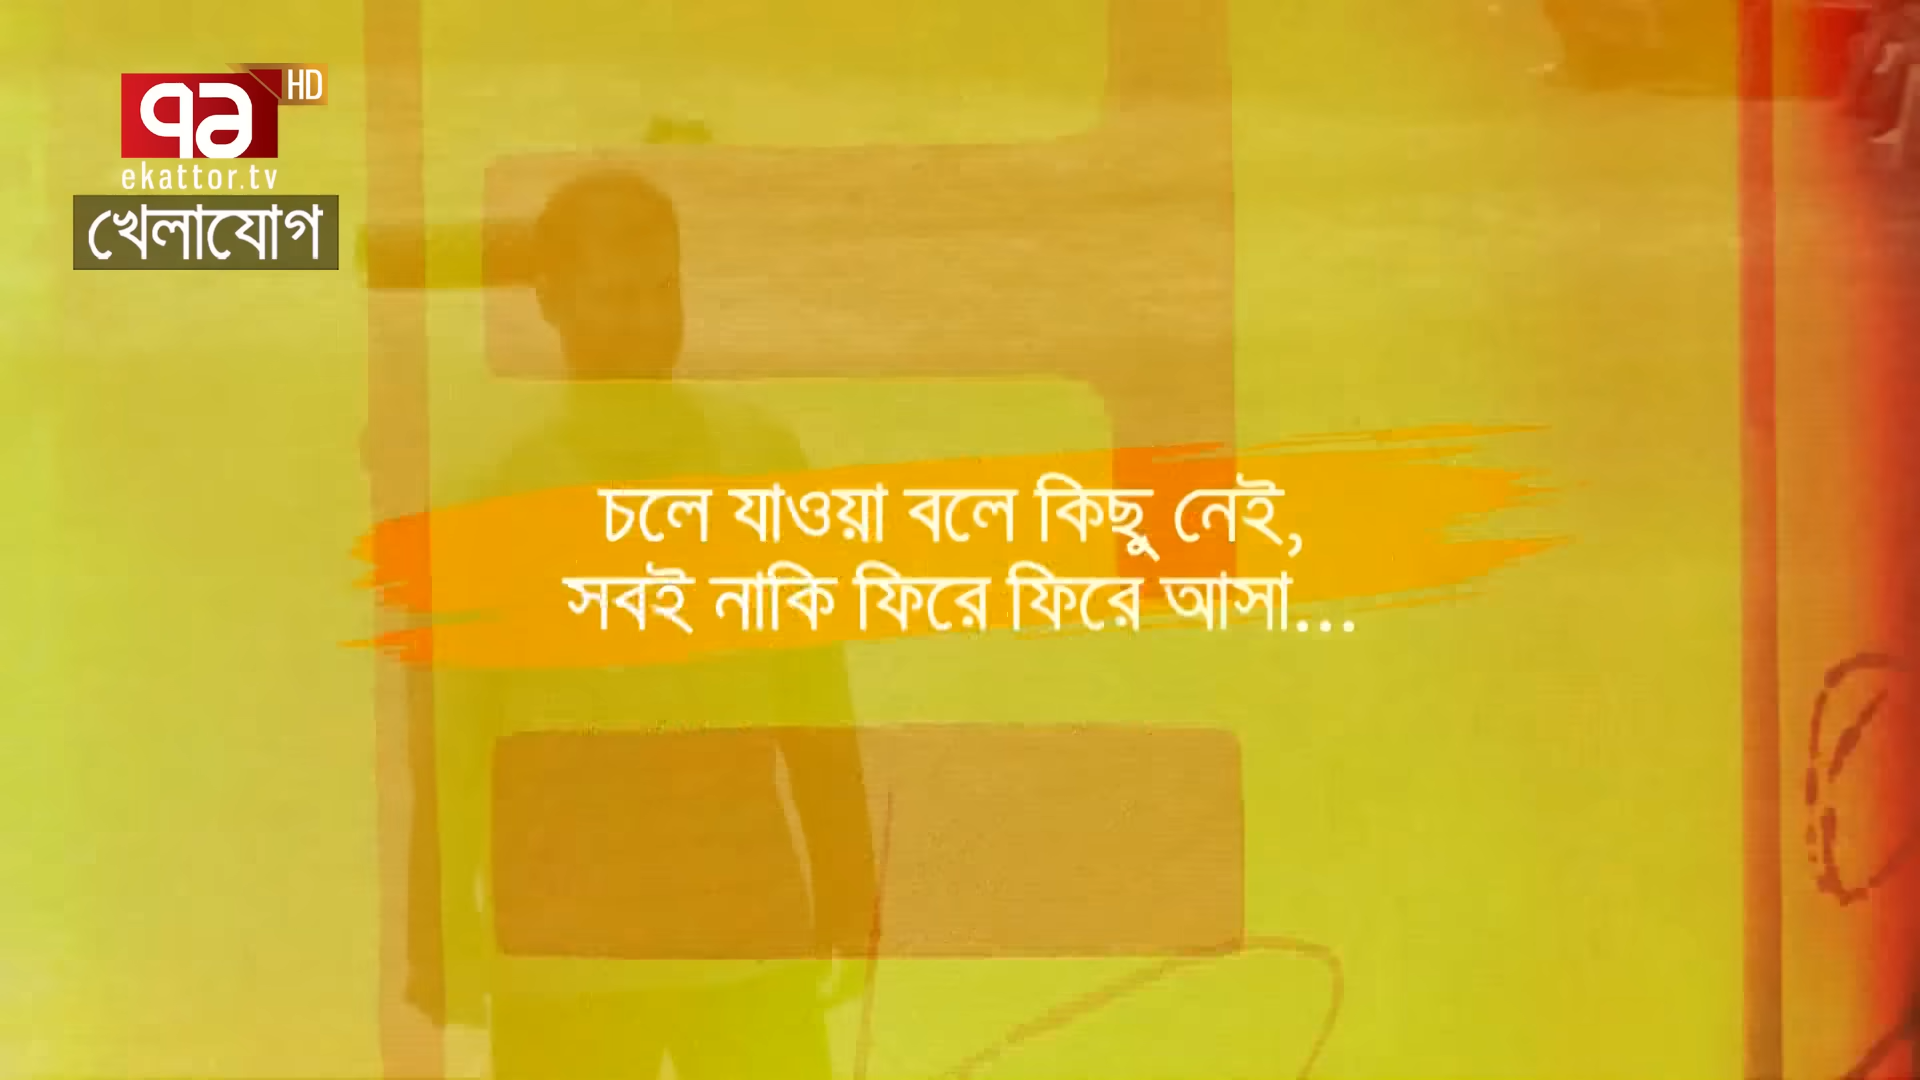 ৭১ HD
ekattor.tv
খেলাযোগ
চলে যাওয়া বলে কিছু নেই,
সবই নাকি ফিরে ফিরে আসা...